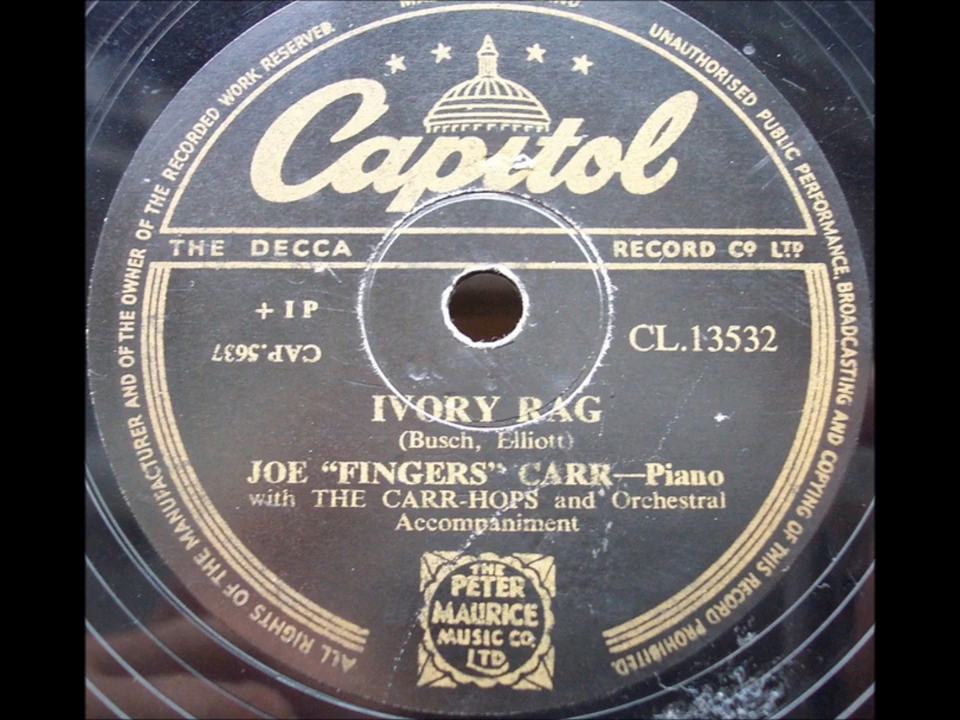 ALL RIGHTS OF THE MANUFACTURER AND OF THE OWNER OF THE RECORDED WORK RESERVED.
UNAUTHORISED PUBLIC PERFORMANCE, BROADCASTING AND COPYING OF THIS RECORD PROHIBITED.
Capitol
THE DECCA RECORD CO LTD
+ I P
CAP.5637
CL.13532
IVORY RAG
(Busch, Elliott)
JOE “FINGERS” CARR—Piano
with THE CARR-HOPS and Orchestral
Accompaniment
THE
PETER
MAURICE
MUSIC CO.
LTD